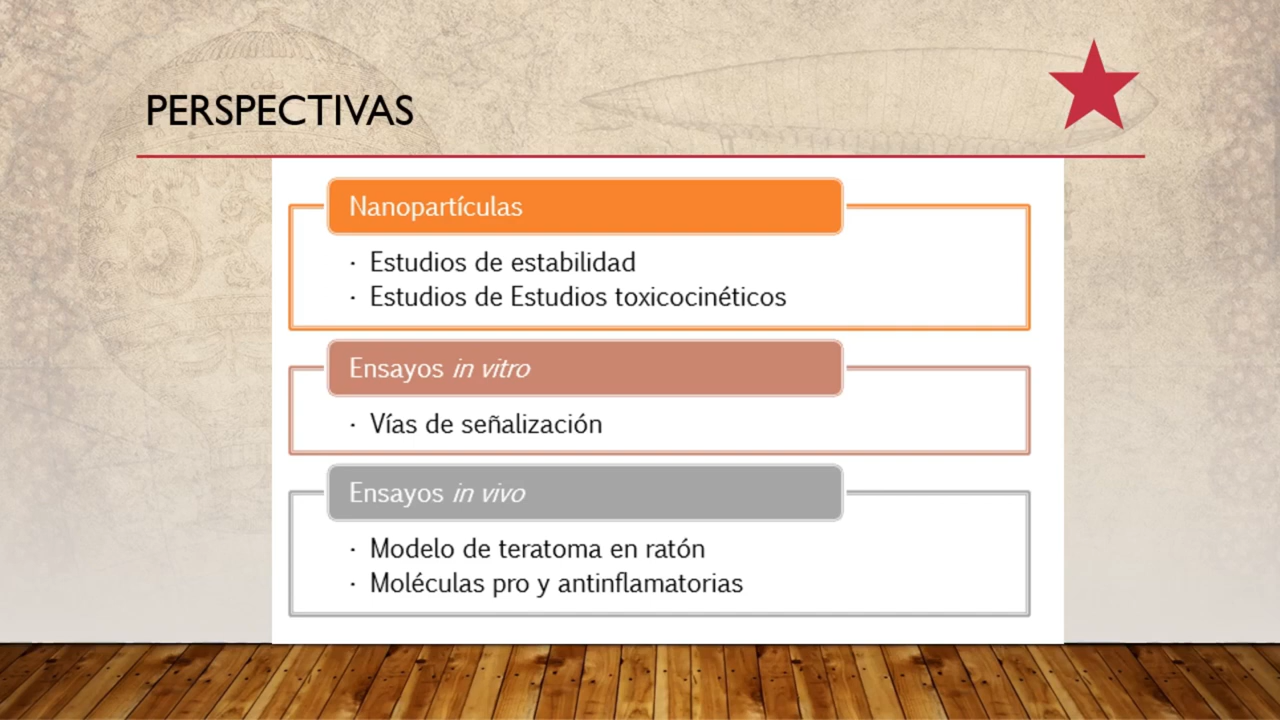 PERSPECTIVAS
Nanopartículas
· Estudios de estabilidad
· Estudios de Estudios toxicocinéticos
Ensayos in vitro
· Vías de señalización
Ensayos in vivo
· Modelo de teratoma en ratón
· Moléculas pro y antinflamatorias